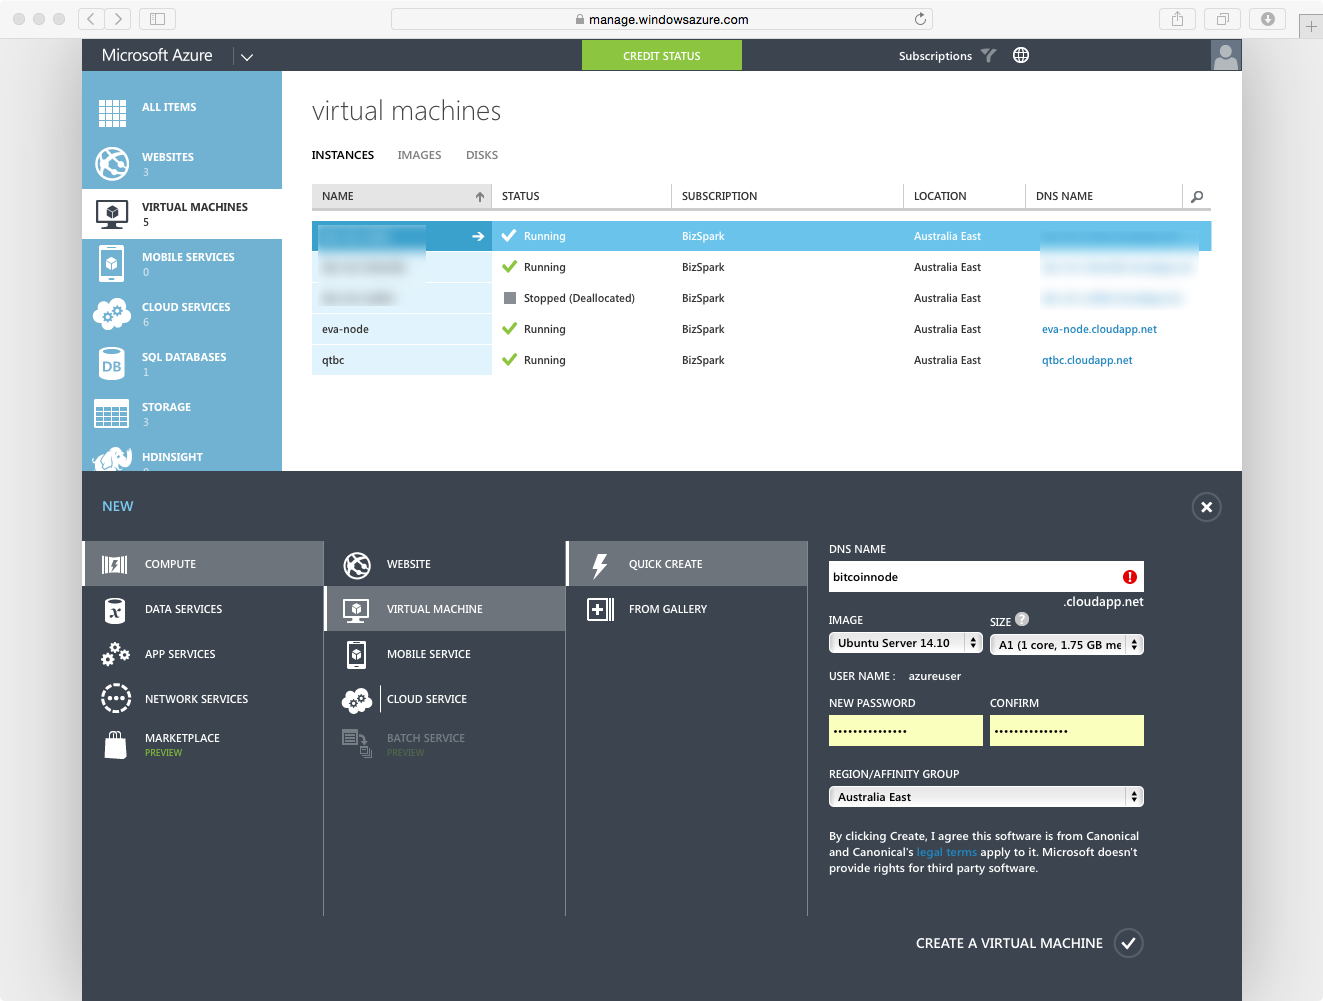 manage.windowsazure.com
Microsoft Azure
CREDIT STATUS
Subscriptions
ALL ITEMS
WEBSITES
3
VIRTUAL MACHINES
5
MOBILE SERVICES
0
CLOUD SERVICES
6
SQL DATABASES
1
DB
STORAGE
3
HDINSIGHT
virtual machines
INSTANCES IMAGES DISKS
NAME STATUS SUBSCRIPTION LOCATION DNS NAME
Running BizSpark Australia East
Running BizSpark Australia East
Stopped (Deallocated) BizSpark Australia East
eva-node Running BizSpark Australia East eva-node.cloudapp.net
qtbc Running BizSpark Australia East qtbc.cloudapp.net
NEW
COMPUTE
DATA SERVICES
APP SERVICES
NETWORK SERVICES
MARKETPLACE
PREVIEW
WEBSITE
VIRTUAL MACHINE
MOBILE SERVICE
CLOUD SERVICE
BATCH SERVICE
PREVIEW
QUICK CREATE
FROM GALLERY
DNS NAME
bitcoinnode
.cloudapp.net
IMAGE SIZE ?
Ubuntu Server 14.10 A1 (1 core, 1.75 GB me
USER NAME : azureuser
NEW PASSWORD CONFIRM
••••••••••••••• •••••••••••••••
REGION/AFFINITY GROUP
Australia East
By clicking Create, I agree this software is from Canonical
and Canonical's legal terms apply to it. Microsoft doesn't
provide rights for third party software.
CREATE A VIRTUAL MACHINE